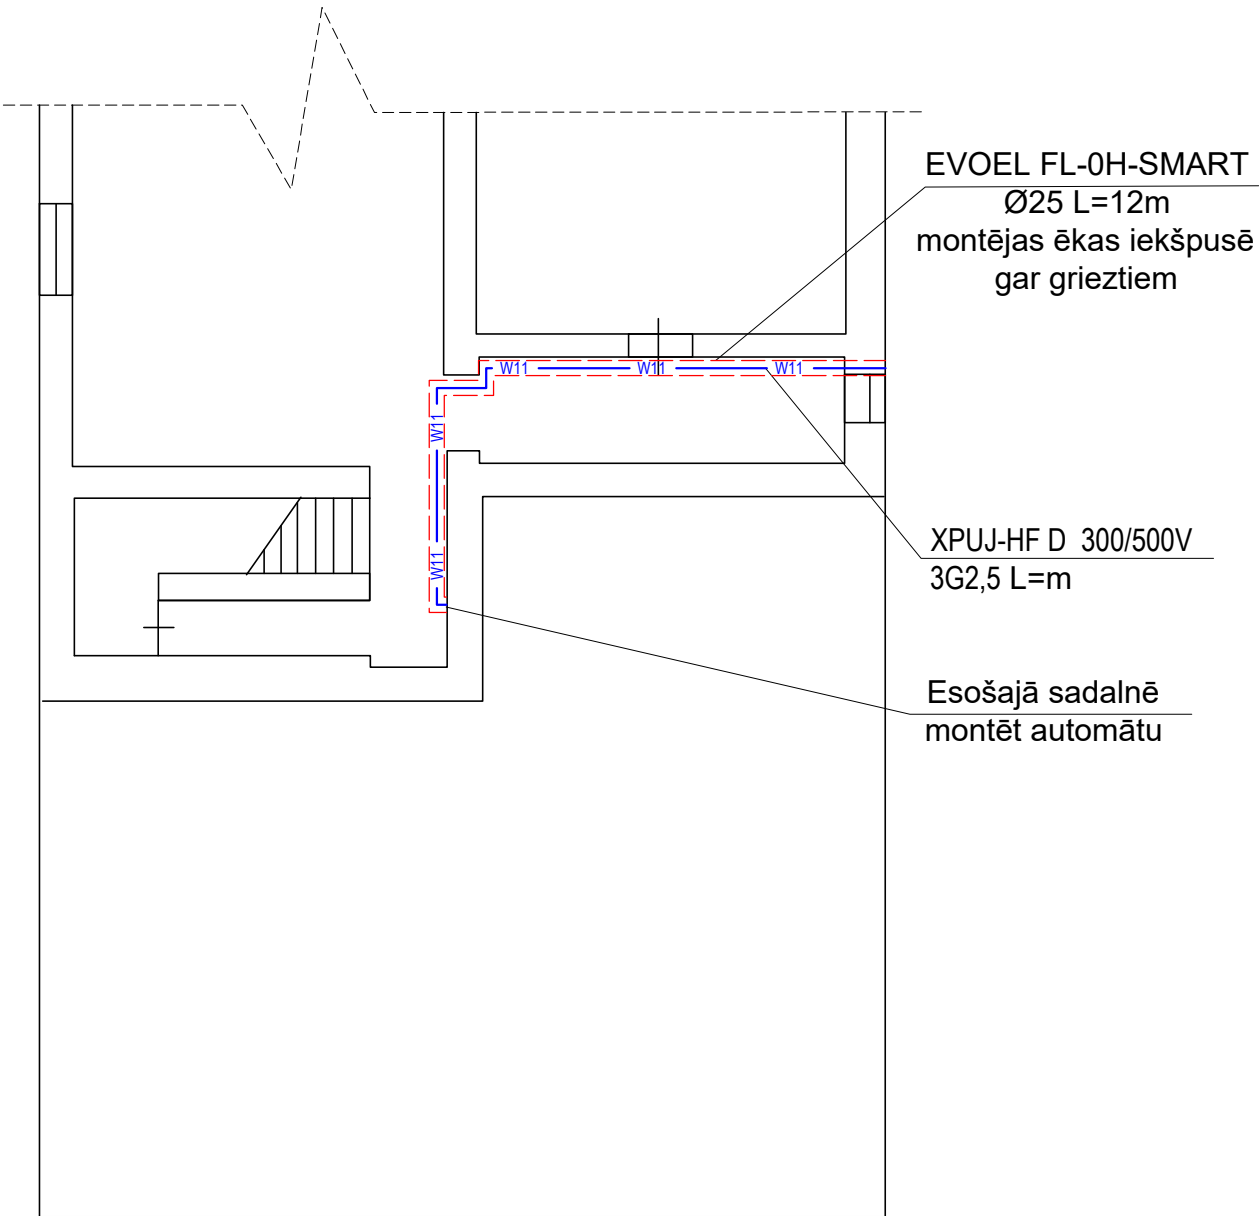 EVOEL FL-0H-SMART
Ø25 L=12m
montējas ēkas iekšpusē
gar grieztiem
W11 W11 W11
W11
XPUJ-HF D 300/500V
3G2,5 L=m
W11
Esošajā sadalnē
montēt automātu